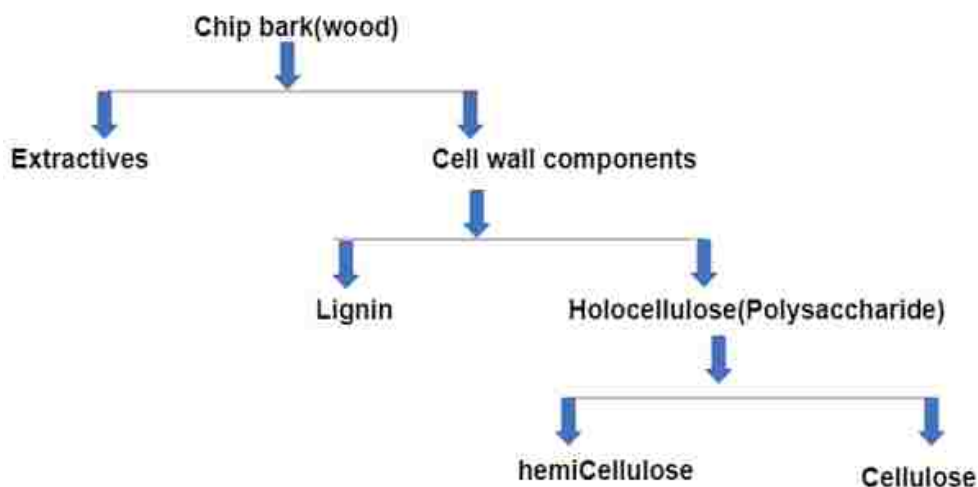 Chip bark(wood)
Extractives
Cell wall components
Lignin
Holocellulose(Polysaccharide)
hemiCellulose
Cellulose